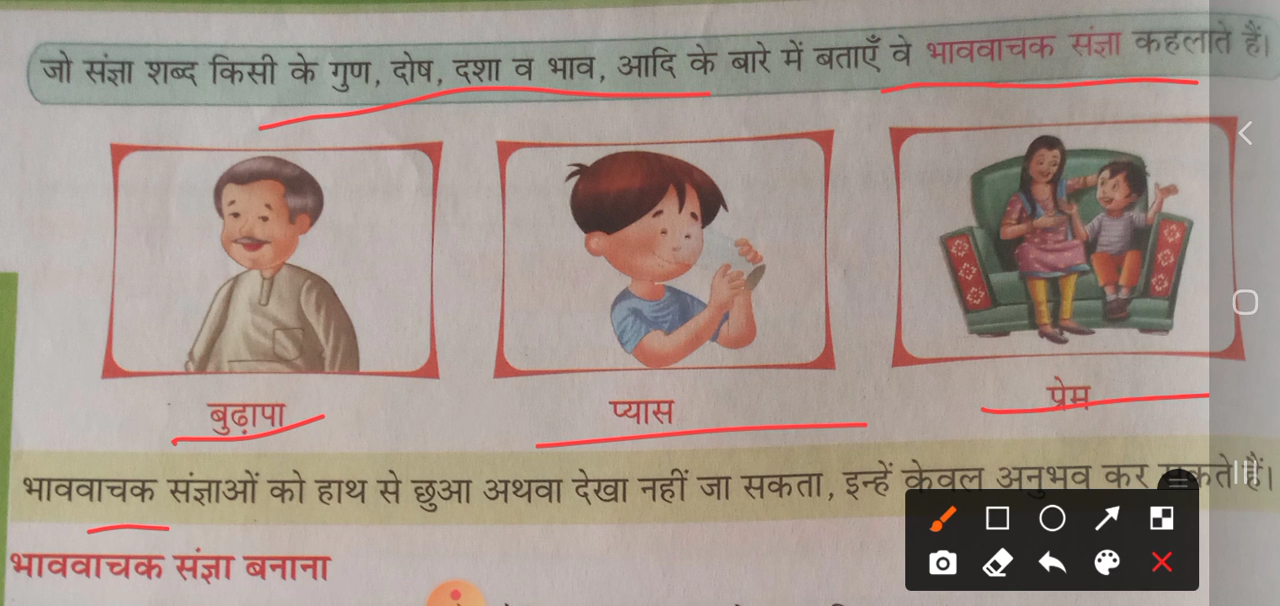 जो संज्ञा शब्द किसी के गुण, दोष, दशा व भाव, आदि के बारे में बताएँ वे भाववाचक संज्ञा कहलाते हैं।
बुढ़ापा
प्यास
प्रेम
भाववाचक संज्ञाओं को हाथ से छुआ अथवा देखा नहीं जा सकता, इन्हें केवल अनुभव कर सकते हैं।
भाववाचक संज्ञा बनाना